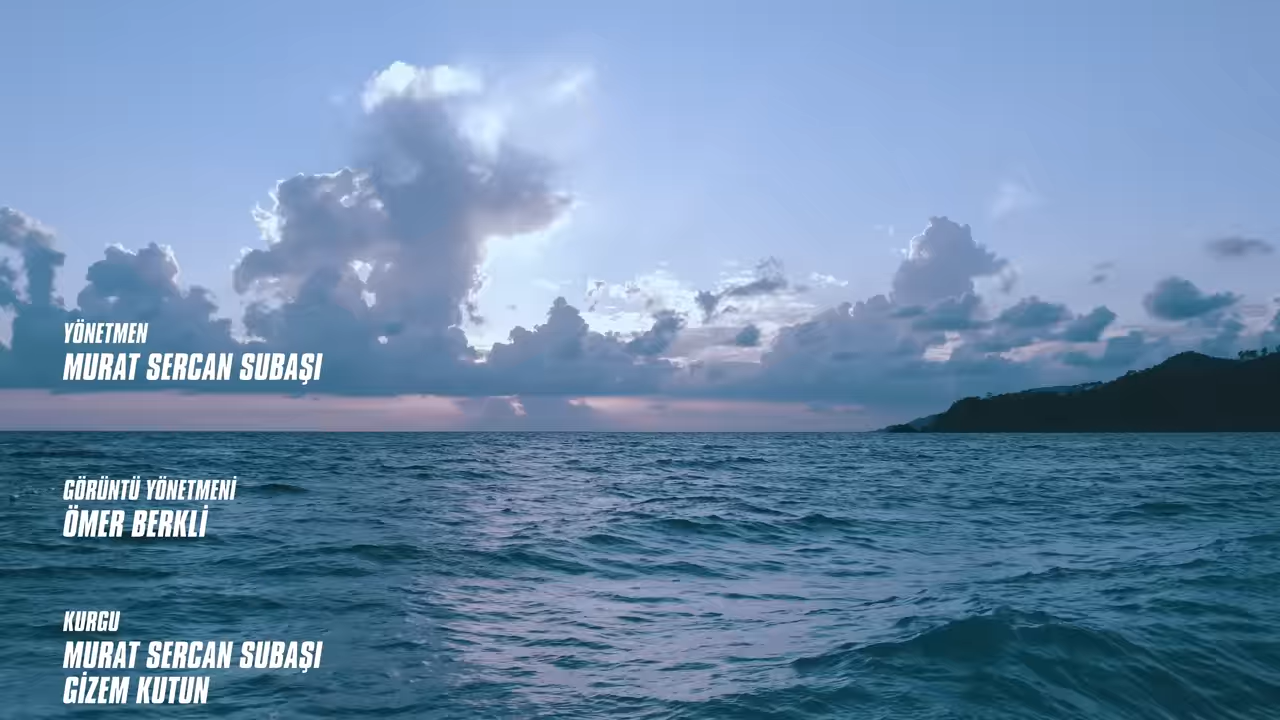 YÖNETMEN
MURAT SERCAN SUBAŞI
GÖRÜNTÜ YÖNETMENİ
ÖMER BERKLİ
KURGU
MURAT SERCAN SUBAŞI
GİZEM KUTUN